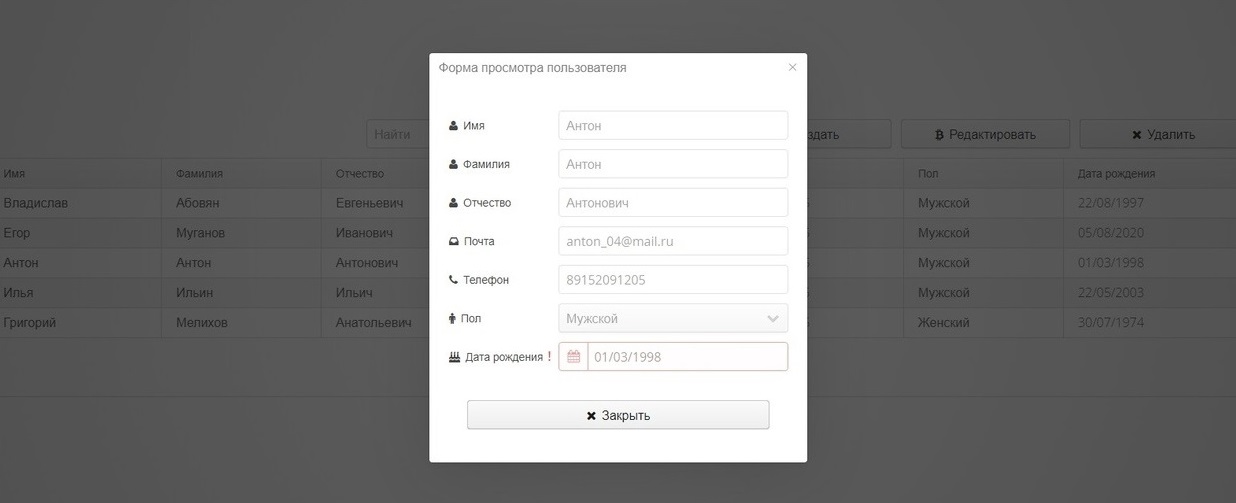 Форма просмотра пользователя ×
Имя Антон
Найти здать Редактировать Удалить
Фамилия Антон
Имя Фамилия Отчество Пол Дата рождения
Отчество Антонович
Владислав Абовян Евгеньевич Мужской 22/08/1997
Егор Муганов Иванович Мужской 05/08/2020
Почта anton_04@mail.ru
Антон Антон Антонович Мужской 01/03/1998
Телефон 89152091205
Илья Ильин Ильич Мужской 22/05/2003
Пол Мужской
Григорий Мелихов Анатольевич Женский 30/07/1974
Дата рождения ! 01/03/1998
Закрыть